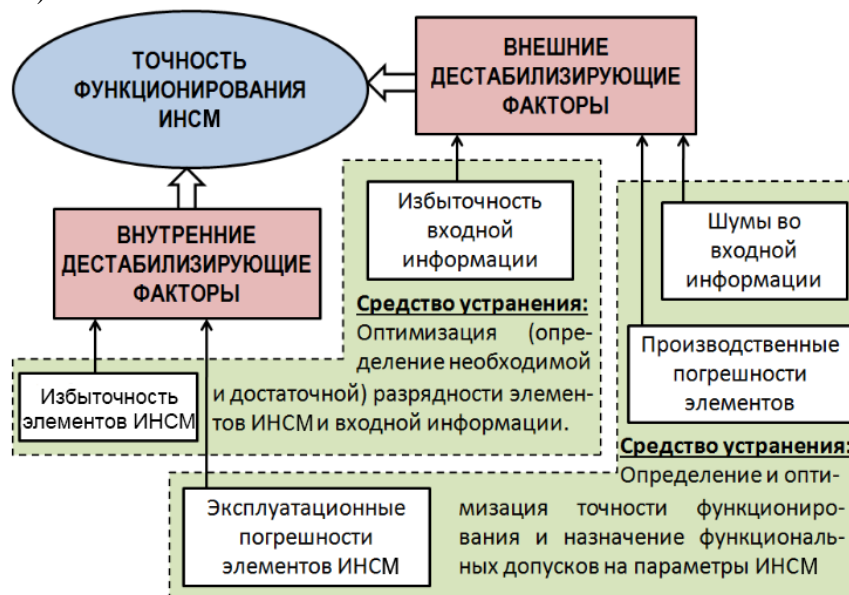 )
ТОЧНОСТЬ
ФУНКЦИОНИРОВАНИЯ
ИНСМ
ВНЕШНИЕ
ДЕСТАБИЛИЗИРУЮЩИЕ
ФАКТОРЫ
ВНУТРЕННИЕ
ДЕСТАБИЛИЗИРУЮЩИЕ
ФАКТОРЫ
Избыточность
входной
информации
Шумы во
входной
информации
Средство устранения:
Оптимизация (опре-
деление необходимой
и достаточной) разрядности элемен-
тов ИНСМ и входной информации.
Избыточность
элементов ИНСМ
Производственные
погрешности
элементов
Средство устранения:
Определение и опти-
мизация точности функциониро-
вания и назначение функциональ-
ных допусков на параметры ИНСМ
Эксплуатационные
погрешности
элементов ИНСМ